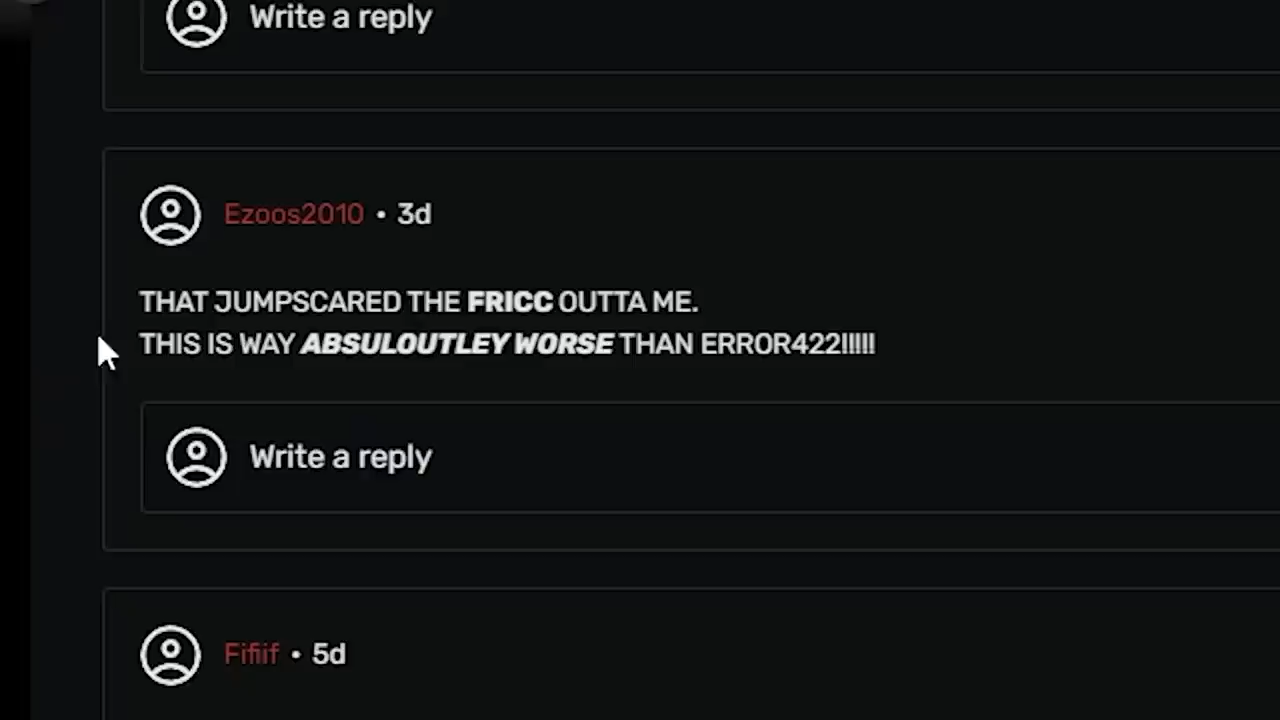 Write a reply
Ezoos2010 • 3d
THAT JUMPSCARED THE FRICC OUTTA ME.
THIS IS WAY ABSULOUTLEY WORSE THAN ERROR422!!!!!
Write a reply
Fifiif • 5d